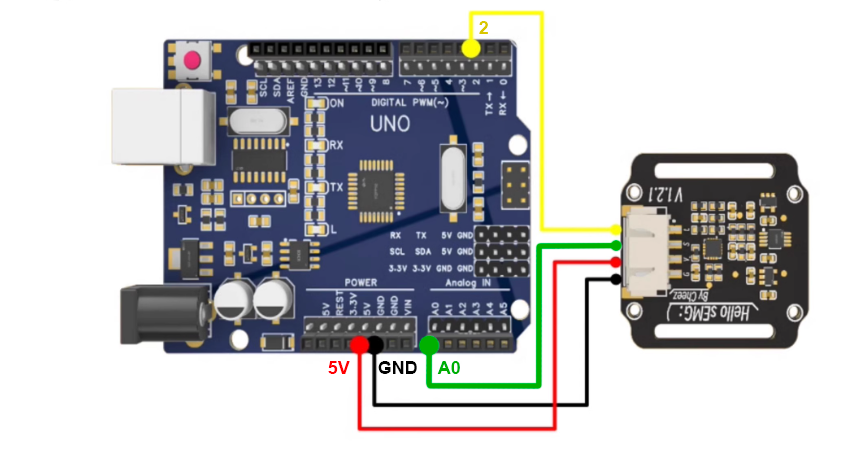 2
SCL
SDA
AREF
GND
13
12
~11
~10
~9
8
7
~6
~5
4
~3
2
1
0
TX→
RX←
DIGITAL PWM(~)
ON
UNO
RX
TX
L
RX TX 5V GND
SCL SDA 5V GND
3-3V 3-3V GND GND
POWER
Analog IN
5V
REST
3-3V
5V
GND
GND
VIN
A0
A1
A2
A3
A4
A5
5V
GND
A0
V1.2.1
By Cheez
Hello sEMG
( :